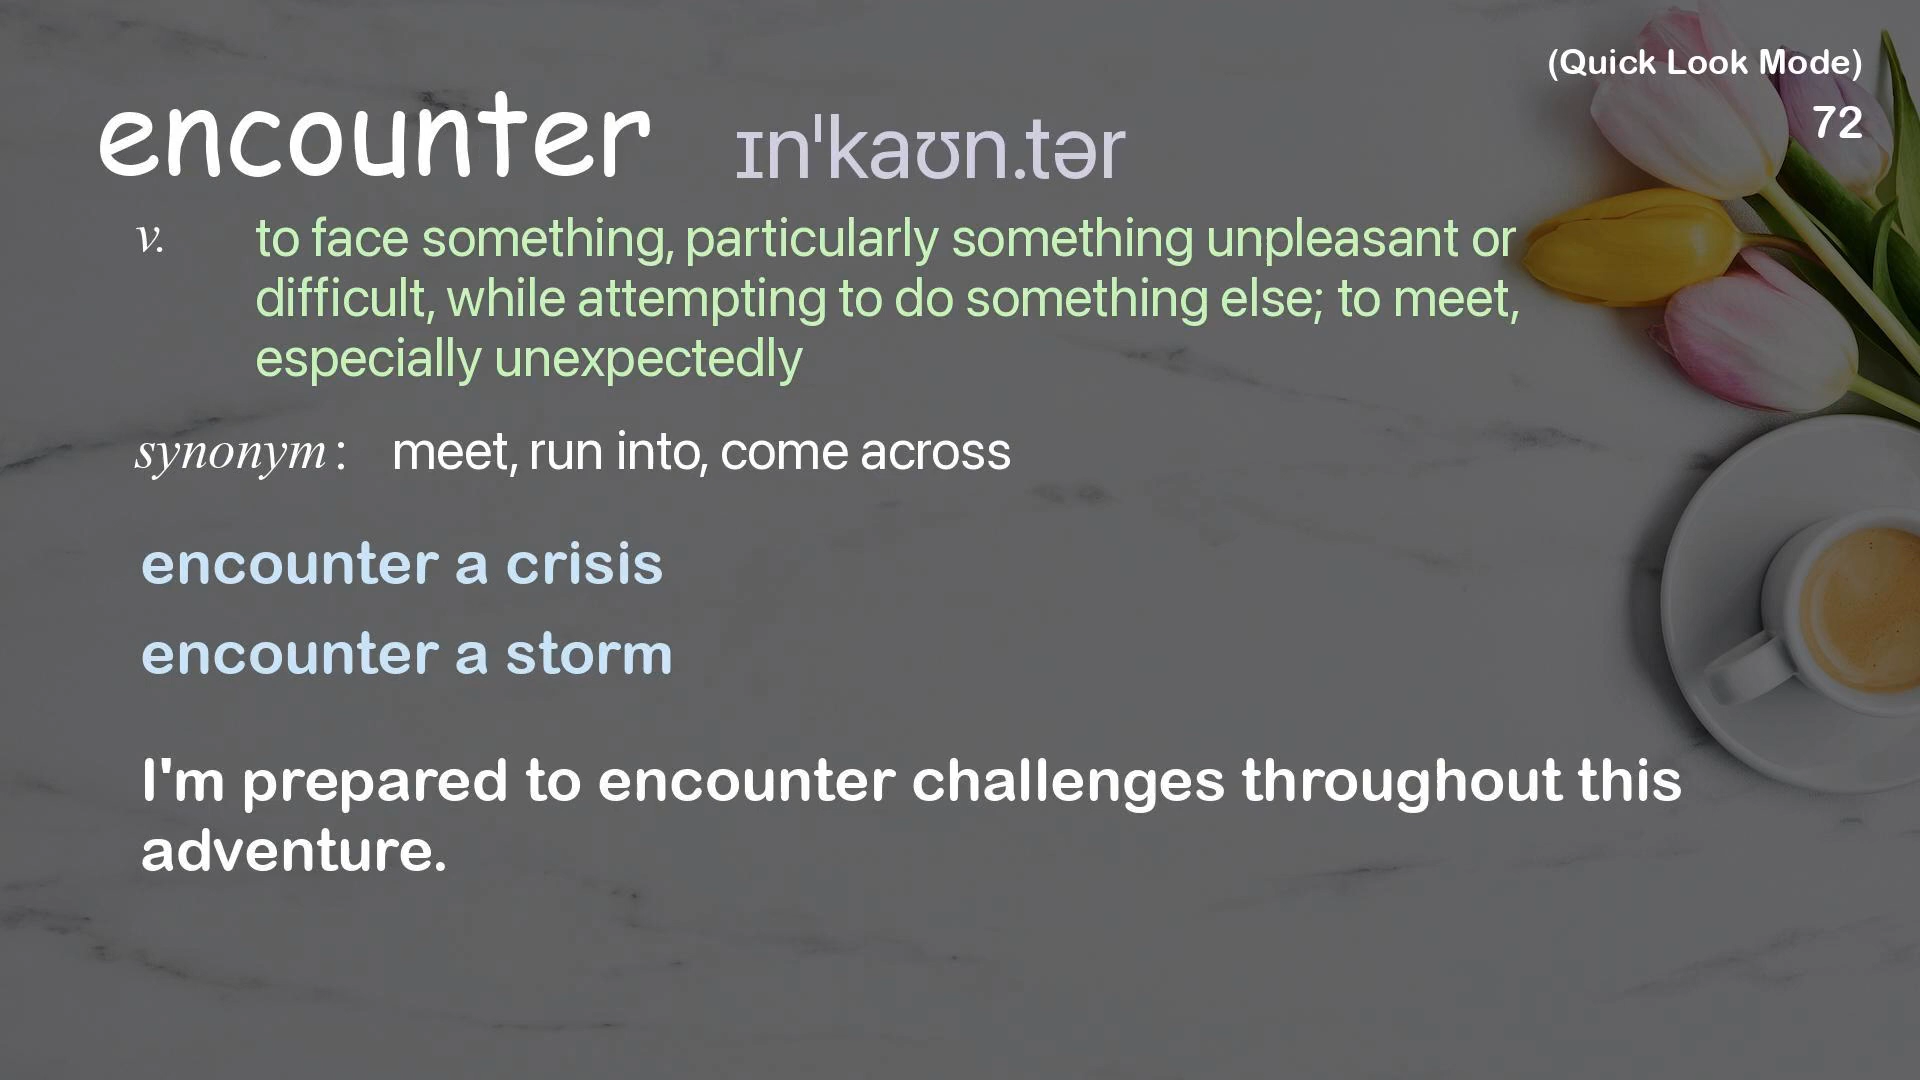 (Quick Look Mode)
72
encounter ɪnˈkaʊn.tər
v. to face something, particularly something unpleasant or
difficult, while attempting to do something else; to meet,
especially unexpectedly
synonym: meet, run into, come across
encounter a crisis
encounter a storm
I'm prepared to encounter challenges throughout this
adventure.